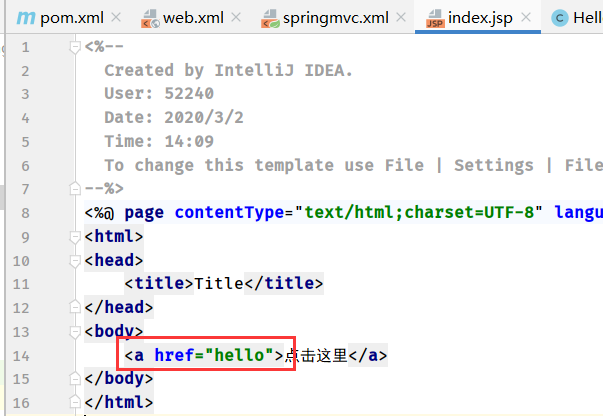 pom.xml web.xml springmvc.xml index.jsp Hell
1 <%--
2 Created by IntelliJ IDEA.
3 User: 52240
4 Date: 2020/3/2
5 Time: 14:09
6 To change this template use File | Settings | File
7 --%>
8 <%@ page contentType="text/html;charset=UTF-8" langu
9 <html>
10 <head>
11 <title>Title</title>
12 </head>
13 <body>
14 <a href="hello">点击这里</a>
15 </body>
16 </html>